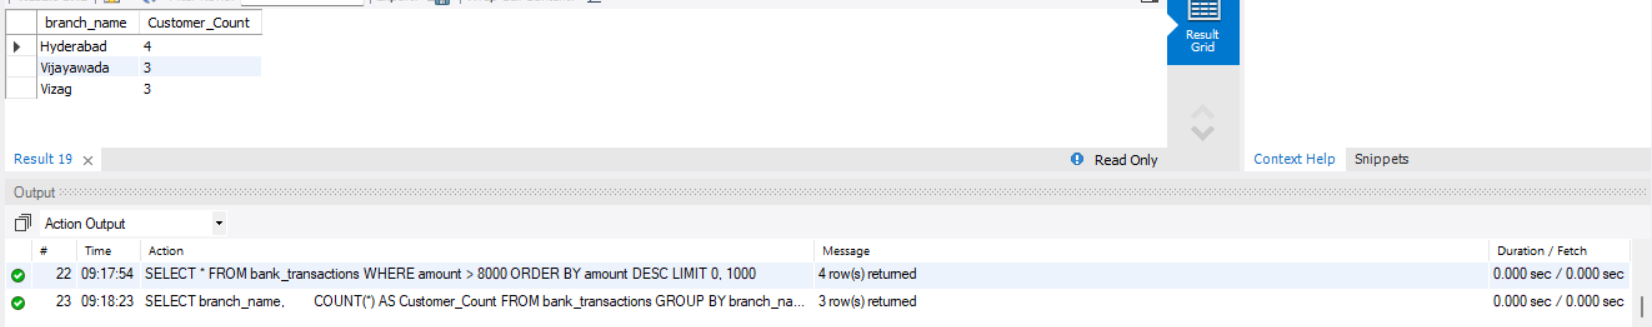 branch_name Customer_Count
Hyderabad 4
Vijayawada 3
Vizag 3
Result
Grid
Result 19
Read Only
Context Help Snippets
Output
Action Output
# Time Action Message Duration / Fetch
22 09:17:54 SELECT * FROM bank_transactions WHERE amount > 8000 ORDER BY amount DESC LIMIT 0, 1000 4 row(s) returned 0.000 sec / 0.000 sec
23 09:18:23 SELECT branch_name, COUNT(*) AS Customer_Count FROM bank_transactions GROUP BY branch_na... 3 row(s) returned 0.000 sec / 0.000 sec